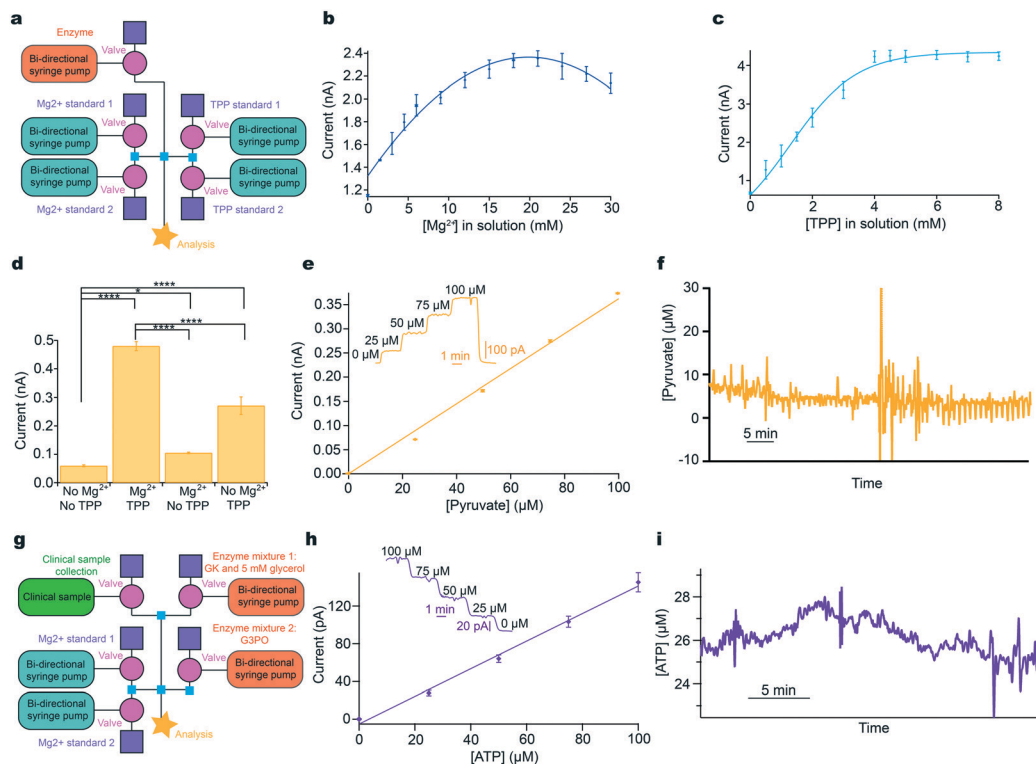 a
Enzyme
Valve
Bi-directional
syringe pump
Mg2+ standard 1
TPP standard 1
Valve
Valve
Bi-directional
syringe pump
Bi-directional
syringe pump
Bi-directional
syringe pump
Bi-directional
syringe pump
Valve
Valve
Mg2+ standard 2
TPP standard 2
Analysis
b
Current (nA)
2.4
2.2
2.0
1.8
1.6
1.4
1.2
0
5
10
15
20
25
30
[Mg²⁺] in solution (mM)
c
Current (nA)
4
3
2
1
0
2
4
6
8
[TPP] in solution (mM)
d
****
*
****
****
****
Current (nA)
0.5
0.4
0.3
0.2
0.1
0.0
No Mg²⁺
No TPP
Mg²⁺
TPP
Mg²⁺
No TPP
No Mg²⁺
TPP
e
Current (nA)
0.35
0.30
0.25
0.20
0.15
0.10
0.05
0.00
100 µM
75 µM
50 µM
25 µM
0 µM
1 min
100 pA
0
20
40
60
80
100
[Pyruvate] (µM)
f
[Pyruvate] (µM)
30
20
10
0
-10
5 min
Time
g
Clinical sample
collection
Enzyme mixture 1:
GK and 5 mM glycerol
Valve
Valve
Clinical sample
Bi-directional
syringe pump
Mg2+ standard 1
Enzyme mixture 2:
G3PO
Valve
Valve
Bi-directional
syringe pump
Bi-directional
syringe pump
Bi-directional
syringe pump
Valve
Mg2+ standard 2
Analysis
h
Current (pA)
120
80
40
0
100 µM
75 µM
50 µM
25 µM
0 µM
1 min
20 pA
0
20
40
60
80
100
[ATP] (µM)
i
[ATP] (µM)
28
26
24
5 min
Time